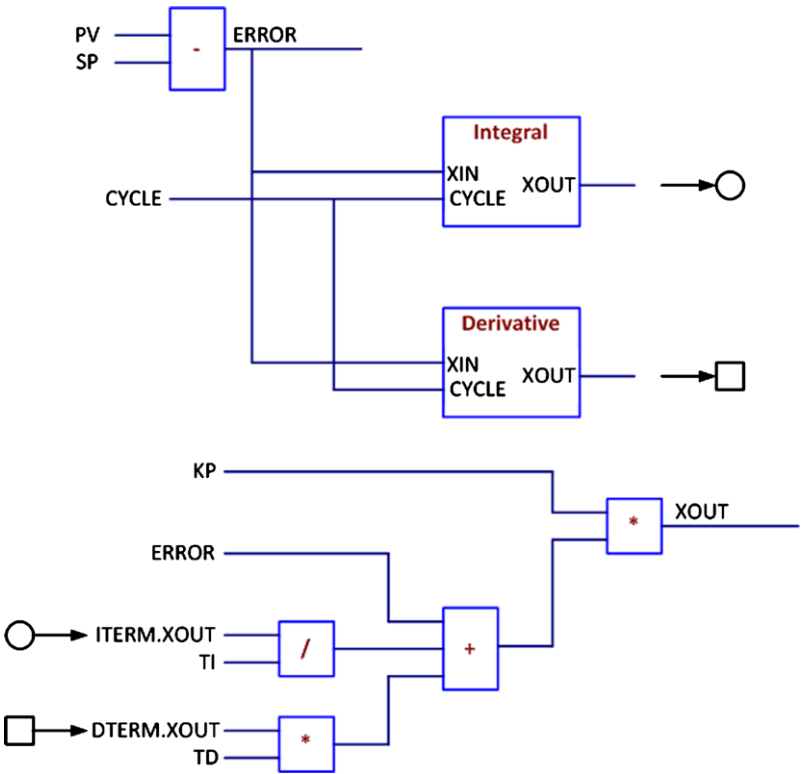 PV
ERROR
-
SP
Integral
XIN
XOUT
CYCLE
CYCLE
Derivative
XIN
XOUT
CYCLE
KP
XOUT
*
ERROR
ITERM.XOUT
/
+
TI
DTERM.XOUT
*
TD